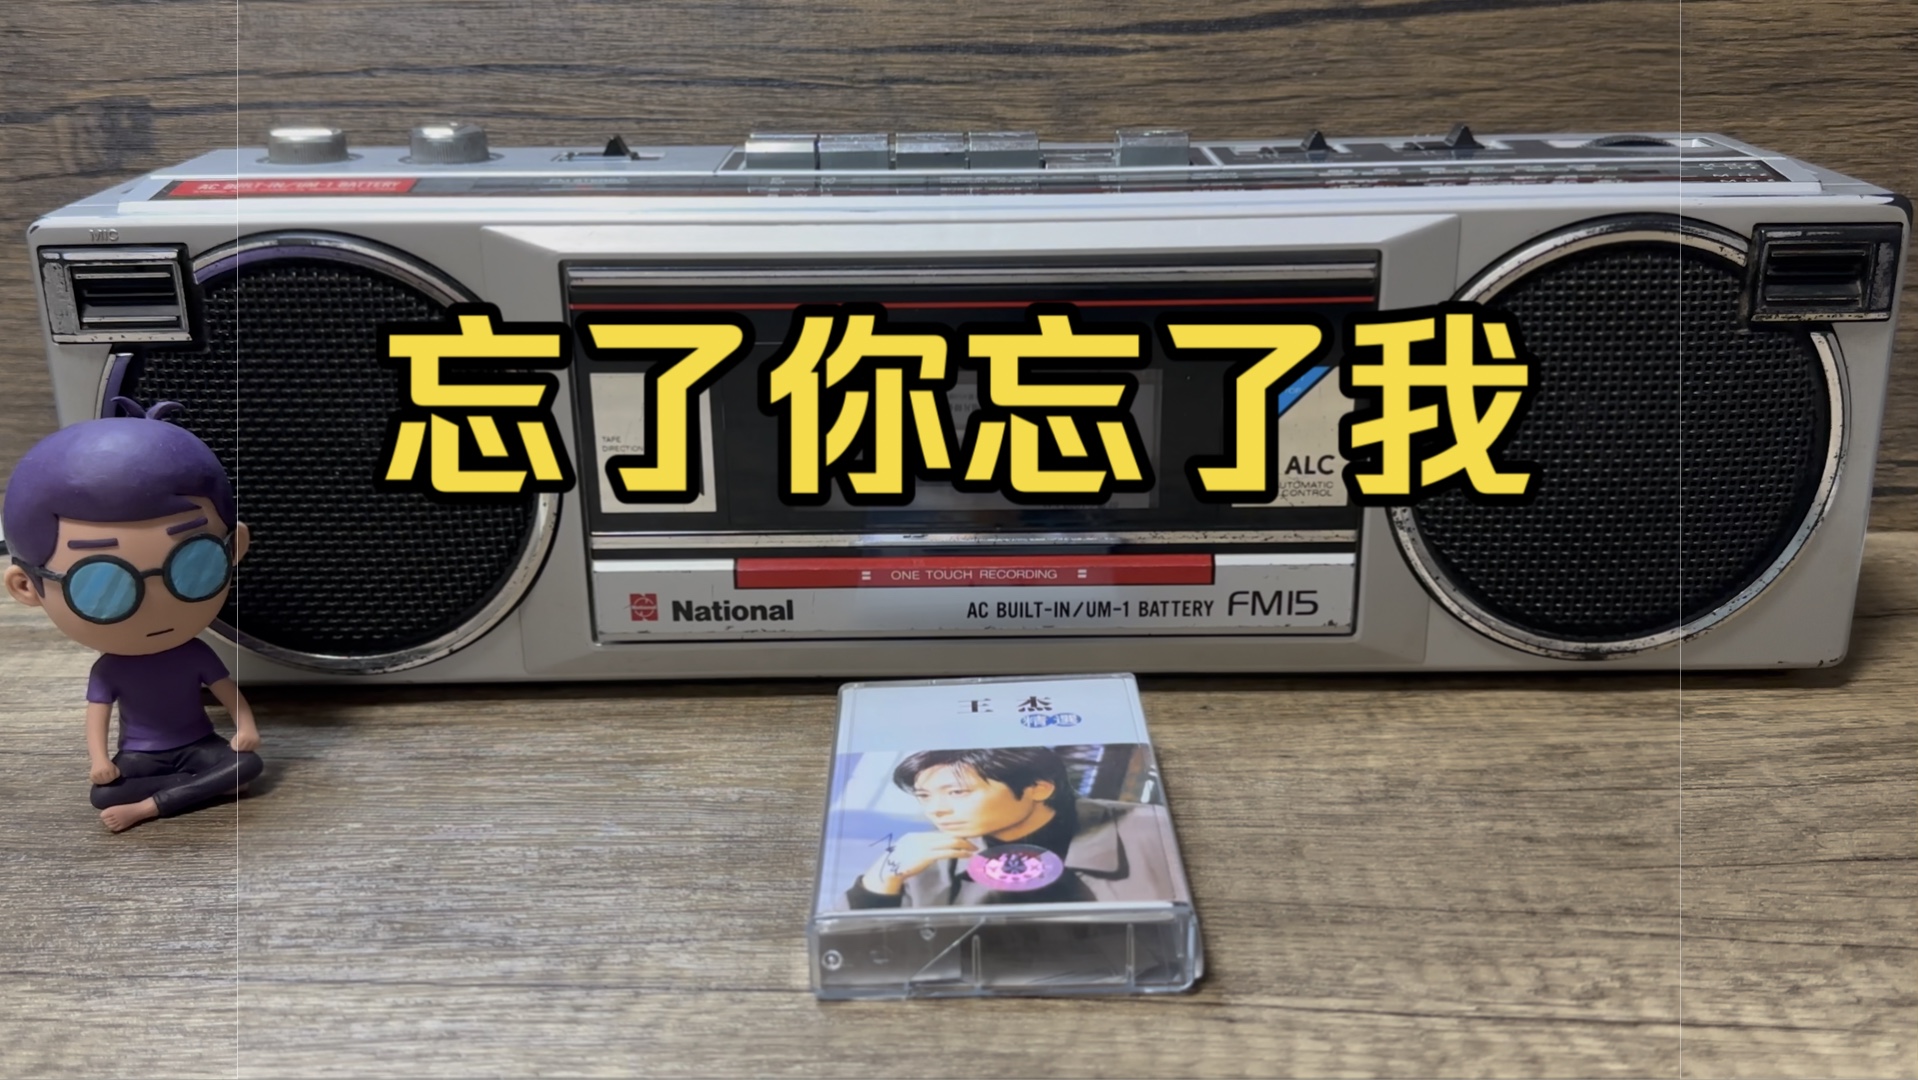 AC BUILT-IN/UM-1 BATTERY
MIC
忘了你忘了我
TAPE
DIRECTION
ALC
AUTOMATIC
CONTROL
ONE TOUCH RECORDING
National
AC BUILT-IN/UM-1 BATTERY FM15
王杰
精選